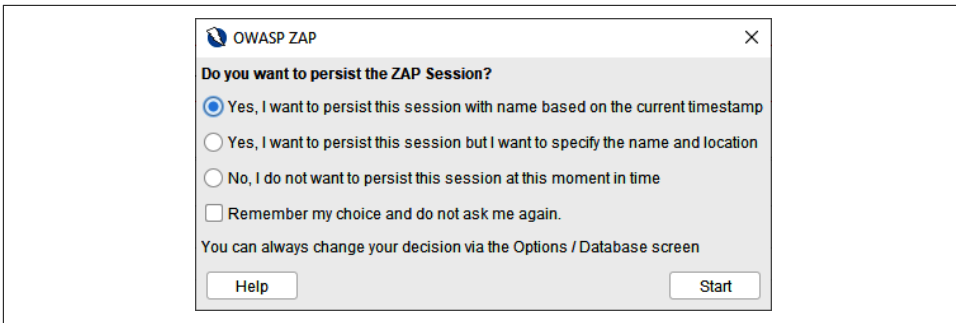 OWASP ZAP
Do you want to persist the ZAP Session?
Yes, I want to persist this session with name based on the current timestamp
Yes, I want to persist this session but I want to specify the name and location
No, I do not want to persist this session at this moment in time
Remember my choice and do not ask me again.
You can always change your decision via the Options / Database screen
Help Start